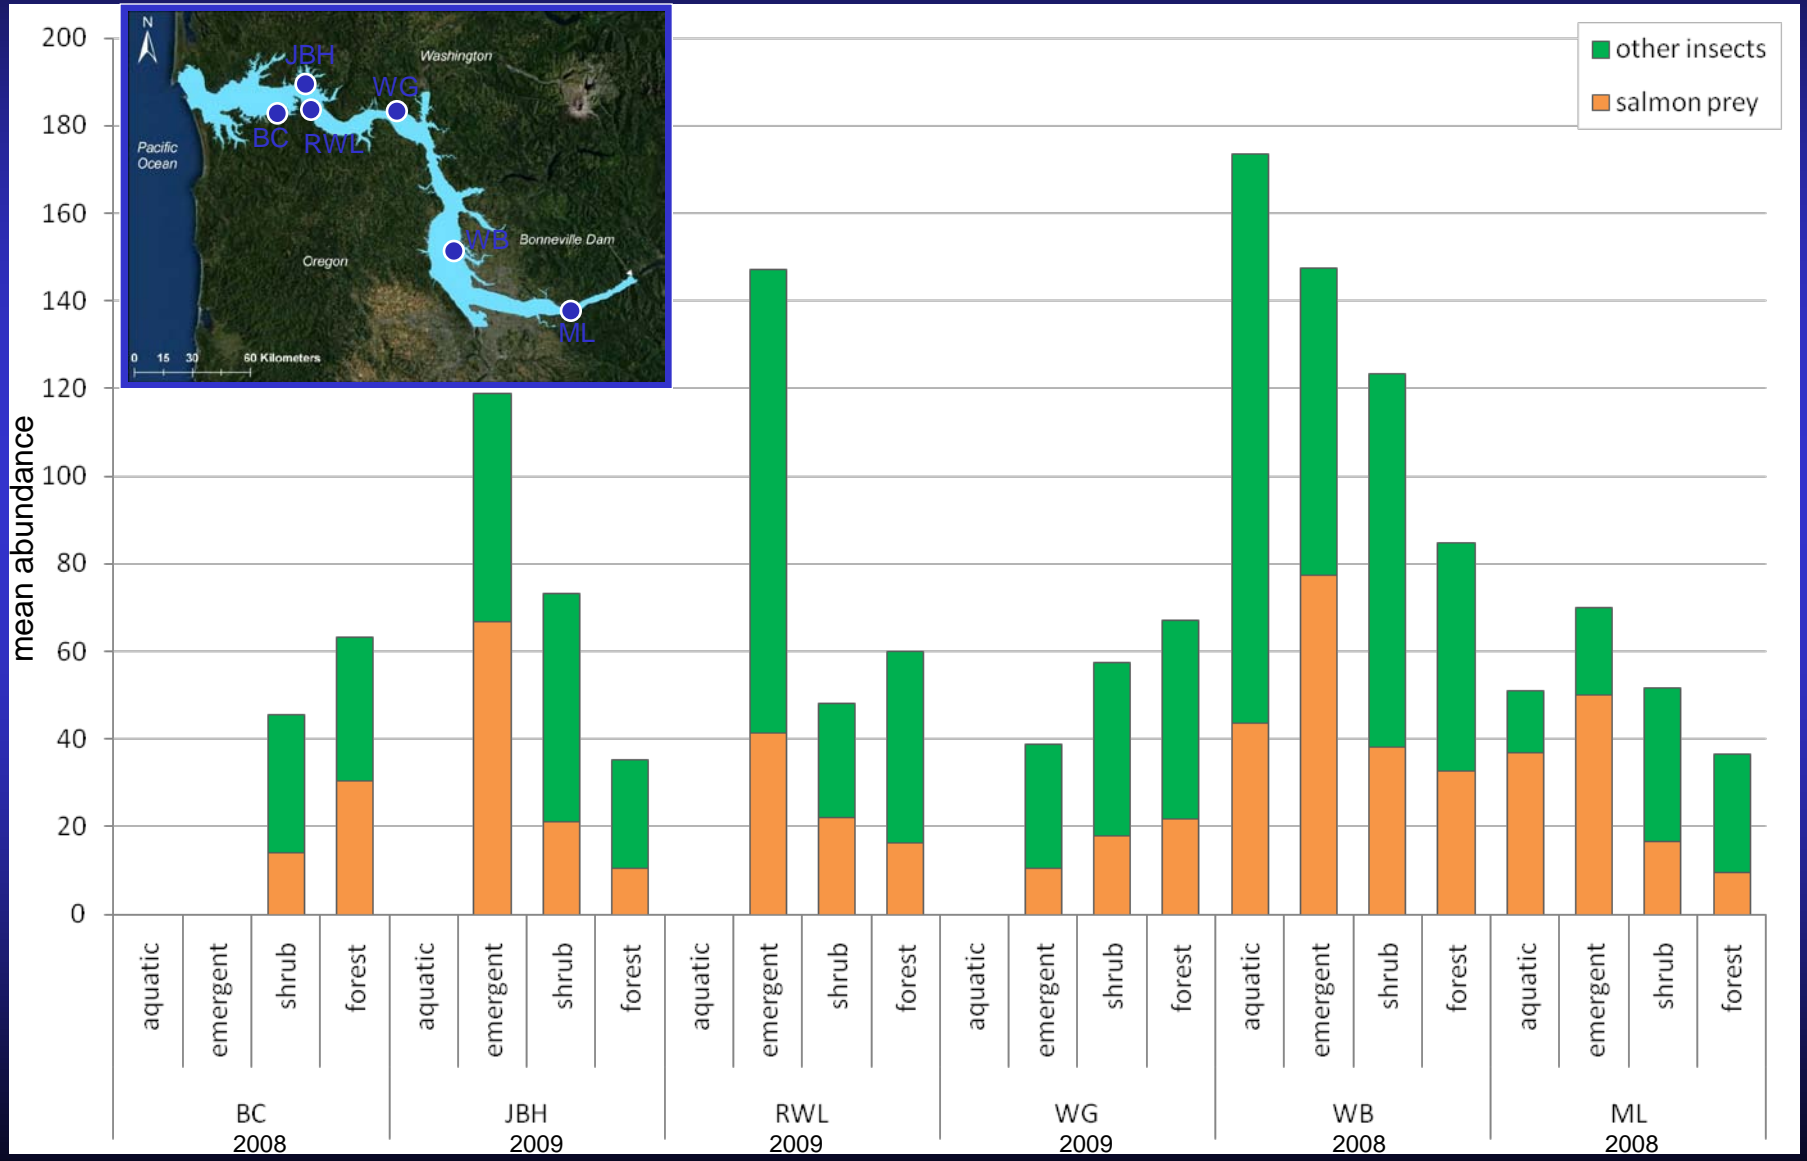 200
180
160
140
120
100
80
60
40
20
0
mean abundance
other insects
salmon prey
N
JBH
Washington
WG
BC
RWL
Pacific
Ocean
WB
Bonneville Dam
Oregon
ML
0 15 30 60 Kilometers
aquatic emergent shrub forest aquatic emergent shrub forest aquatic emergent shrub forest aquatic emergent shrub forest aquatic emergent shrub forest aquatic emergent shrub forest
BC JBH RWL WG WB ML
2008 2009 2009 2009 2008 2008